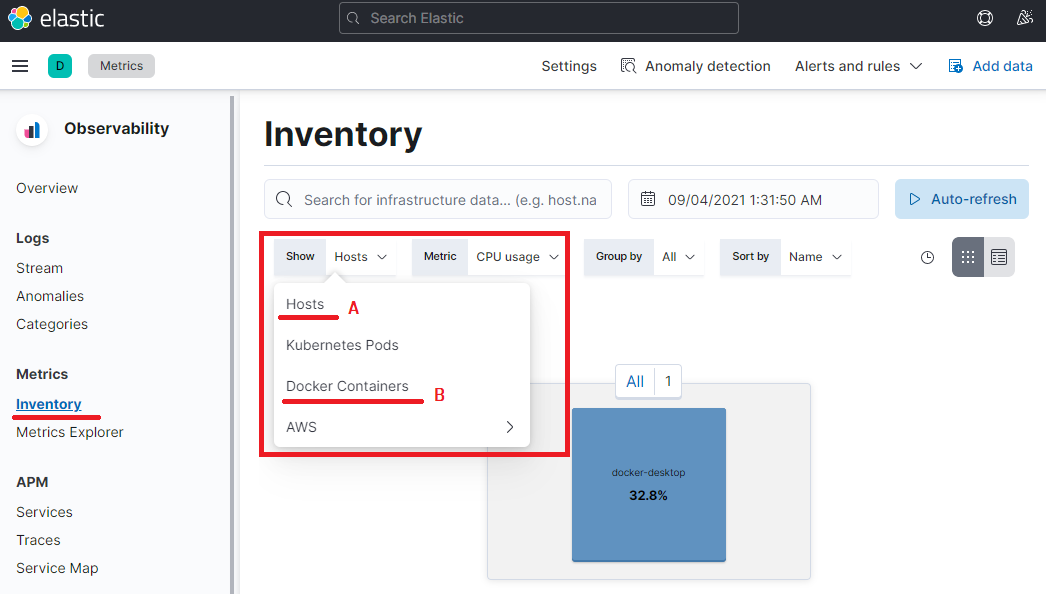 elastic
Search Elastic
D
Metrics
Settings
Anomaly detection
Alerts and rules
Add data
Observability
Overview
Logs
Stream
Anomalies
Categories
Metrics
Inventory
Metrics Explorer
APM
Services
Traces
Service Map
Inventory
Search for infrastructure data... (e.g. host.na
09/04/2021 1:31:50 AM
Auto-refresh
Show Hosts
Metric CPU usage
Group by All
Sort by Name
Hosts A
Kubernetes Pods
Docker Containers B
AWS
All 1
docker-desktop
32.8%